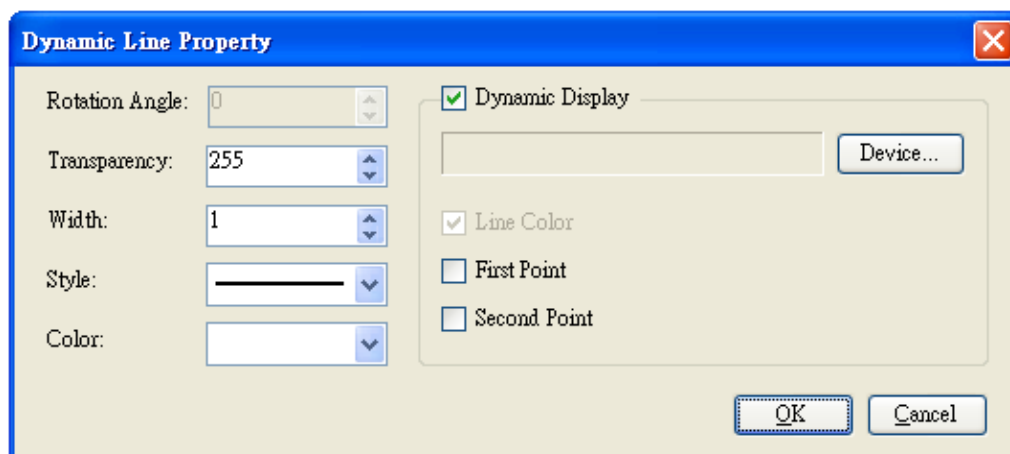 Dynamic Line Property
Rotation Angle: 0
Transparency: 255
Width: 1
Style:
Color:
Dynamic Display
Device...
Line Color
First Point
Second Point
OK
Cancel